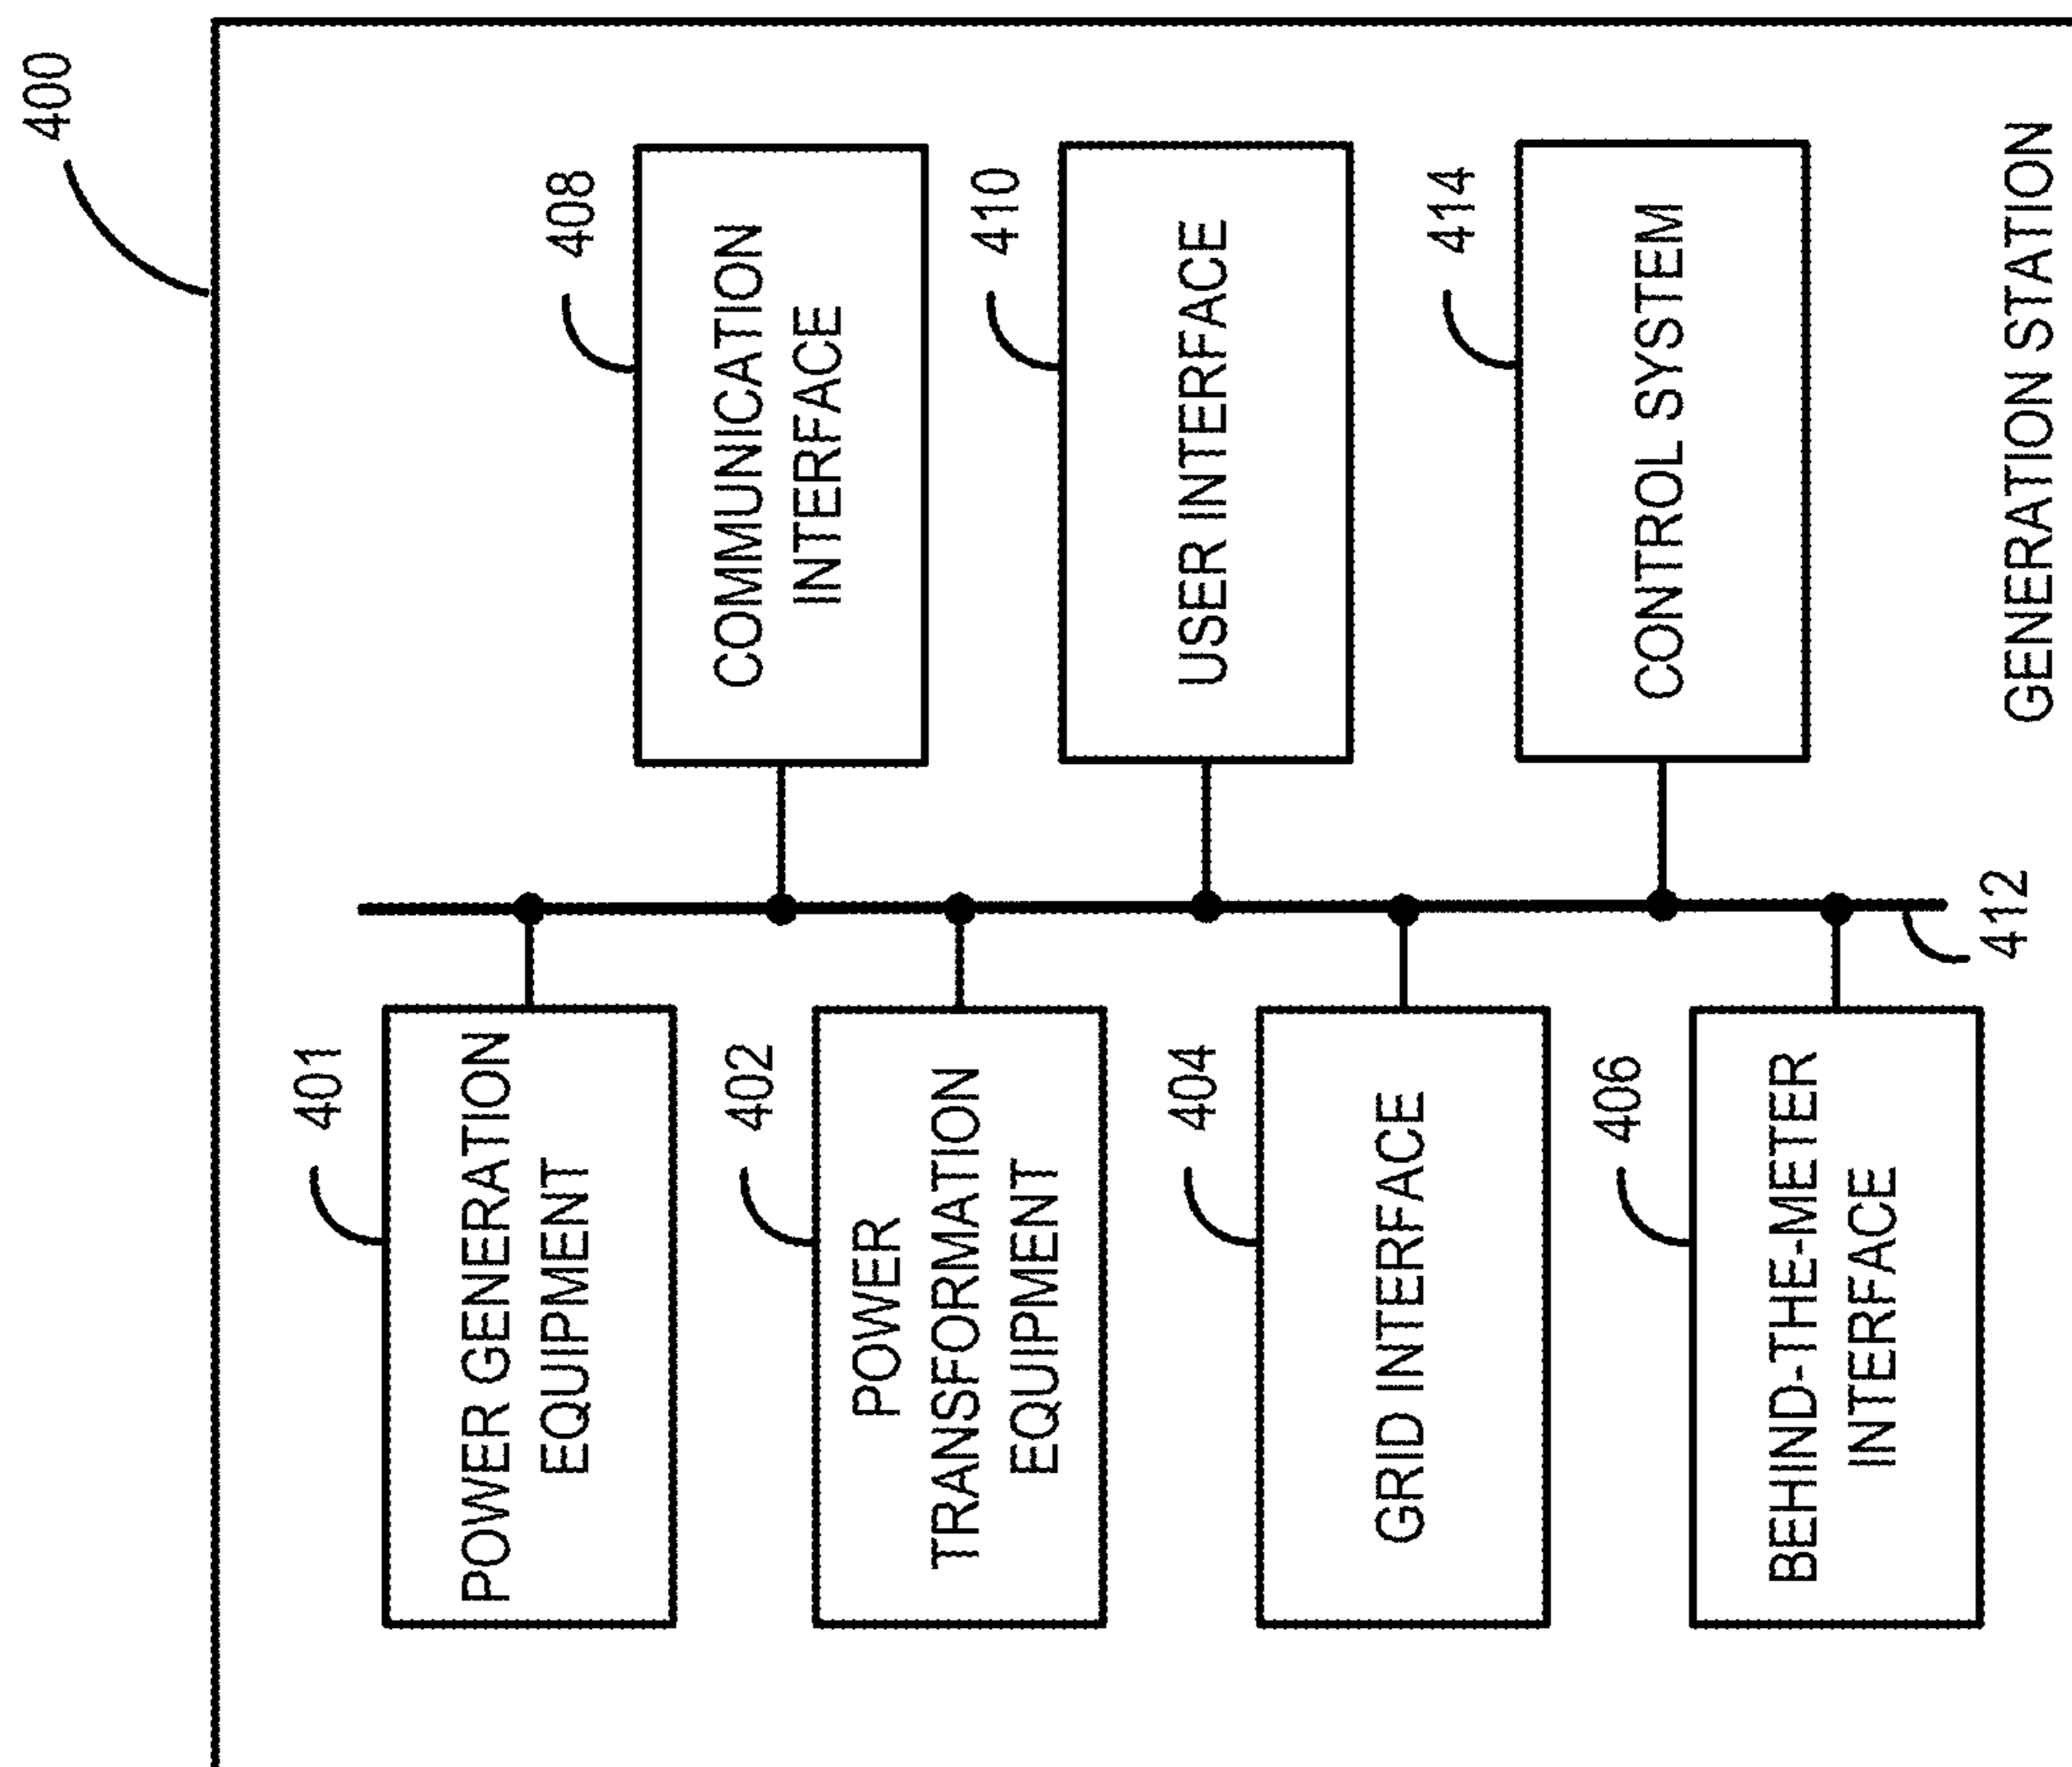 400
401
POWER GENERATION
EQUIPMENT
408
COMMUNICATION
INTERFACE
402
POWER
TRANSFORMATION
EQUIPMENT
410
USER INTERFACE
404
GRID INTERFACE
414
CONTROL SYSTEM
406
BEHIND-THE-METER
INTERFACE
412
GENERATION STATION